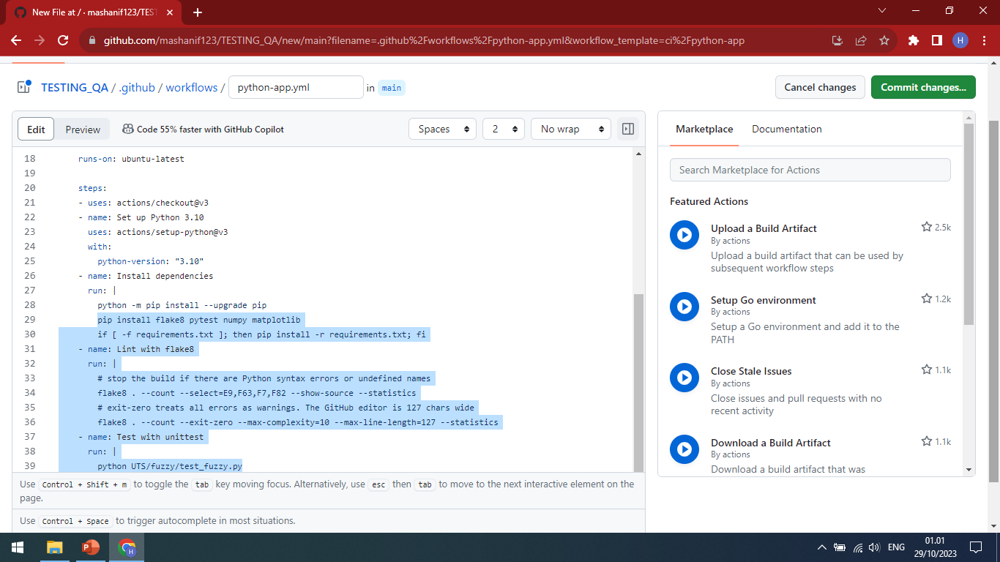 New File at / · mashanif123/TEST
github.com/mashanif123/TESTING_QA/new/main?filename=.github%2Fworkflows%2Fpython-app.yml&workflow_template=ci%2Fpython-app
H
TESTING_QA / .github / workflows / python-app.yml in main
Cancel changes
Commit changes...
Edit
Preview
Code 55% faster with GitHub Copilot
Spaces
2
No wrap
18 runs-on: ubuntu-latest
19
20 steps:
21 - uses: actions/checkout@v3
22 - name: Set up Python 3.10
23 uses: actions/setup-python@v3
24 with:
25 python-version: "3.10"
26 - name: Install dependencies
27 run: |
28 python -m pip install --upgrade pip
29 pip install flake8 pytest numpy matplotlib
30 if [ -f requirements.txt ]; then pip install -r requirements.txt; fi
31 - name: Lint with flake8
32 run: |
33 # stop the build if there are Python syntax errors or undefined names
34 flake8 . --count --select=E9,F63,F7,F82 --show-source --statistics
35 # exit-zero treats all errors as warnings. The GitHub editor is 127 chars wide
36 flake8 . --count --exit-zero --max-complexity=10 --max-line-length=127 --statistics
37 - name: Test with unittest
38 run: |
39 python UTS/fuzzy/test_fuzzy.py
Use Control + Shift + m to toggle the tab key moving focus. Alternatively, use esc then tab to move to the next interactive element on the
page.
Use Control + Space to trigger autocomplete in most situations.
Marketplace
Documentation
Search Marketplace for Actions
Featured Actions
Upload a Build Artifact
2.5k
By actions
Upload a build artifact that can be used by
subsequent workflow steps
Setup Go environment
1.2k
By actions
Setup a Go environment and add it to the
PATH
Close Stale Issues
1.1k
By actions
Close issues and pull requests with no
recent activity
Download a Build Artifact
1.1k
By actions
Download a build artifact that was
P
H
ENG
01.01
29/10/2023